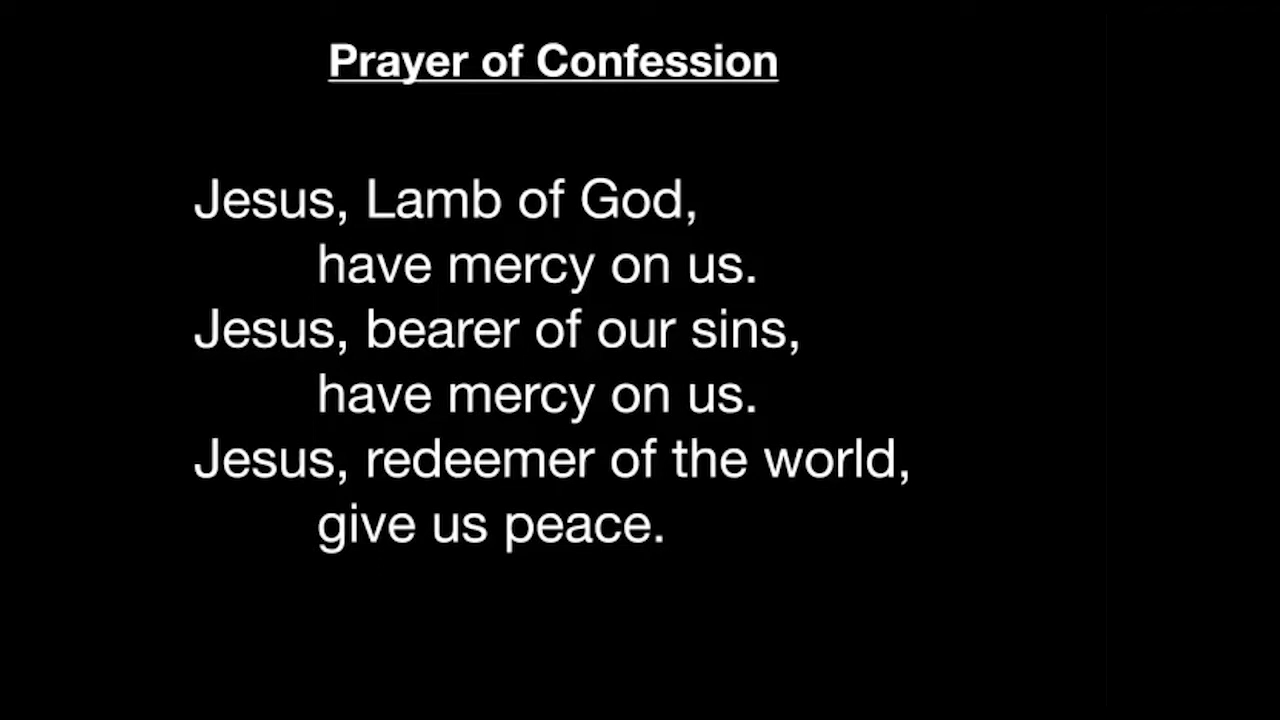 Prayer of Confession
Jesus, Lamb of God,
have mercy on us.
Jesus, bearer of our sins,
have mercy on us.
Jesus, redeemer of the world,
give us peace.